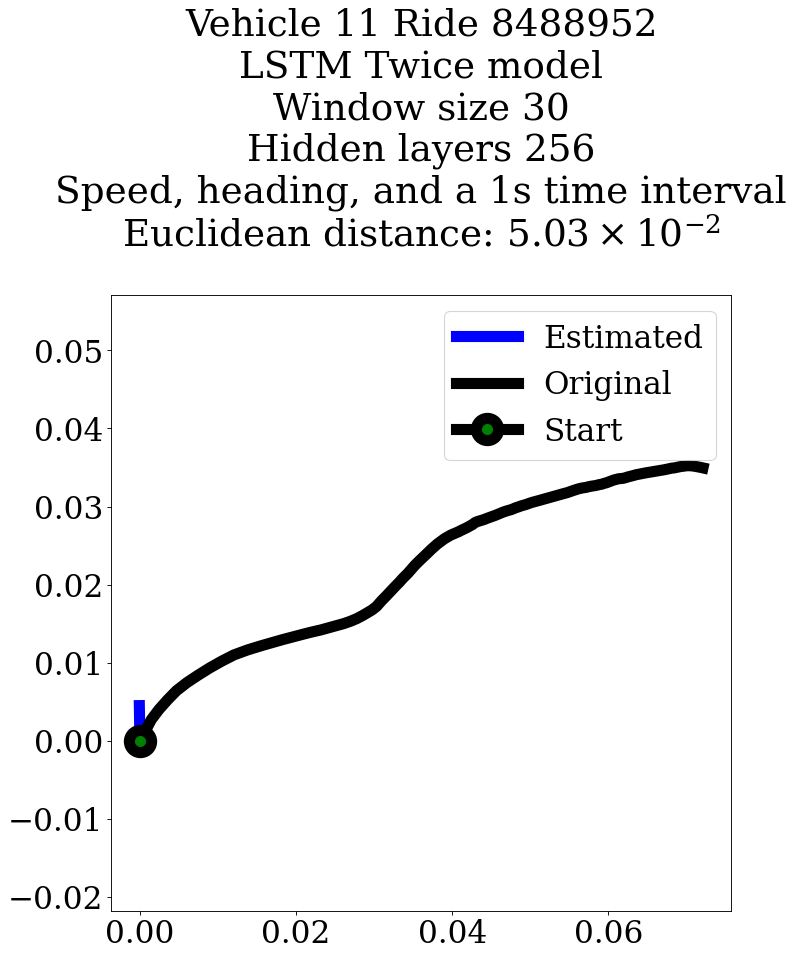 Vehicle 11 Ride 8488952
LSTM Twice model
Window size 30
Hidden layers 256
Speed, heading, and a 1s time interval
Euclidean distance: 5.03 × 10⁻²
Estimated
Original
Start
0.05
0.04
0.03
0.02
0.01
0.00
−0.01
−0.02
0.00 0.02 0.04 0.06